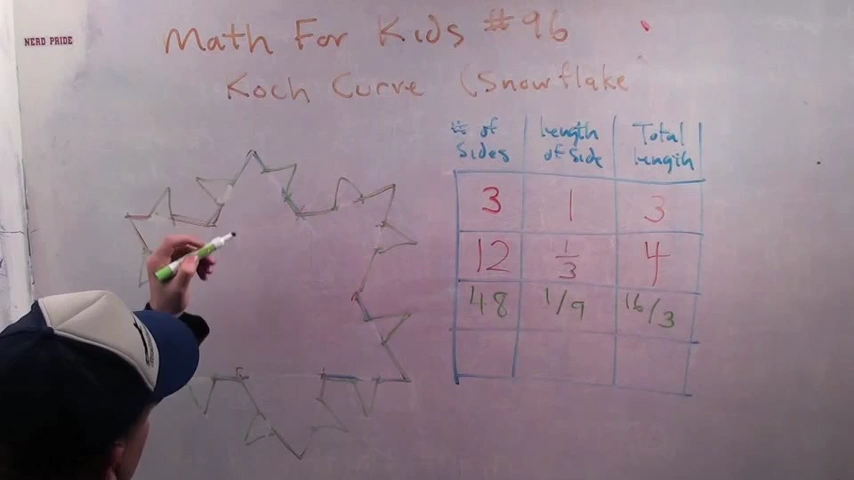 NERD PRIDE
Math For Kids #96
Koch Curve (Snowflake
# of Sides
length of side
Total length
3 1 3
12 1/3 4
48 1/9 16/3